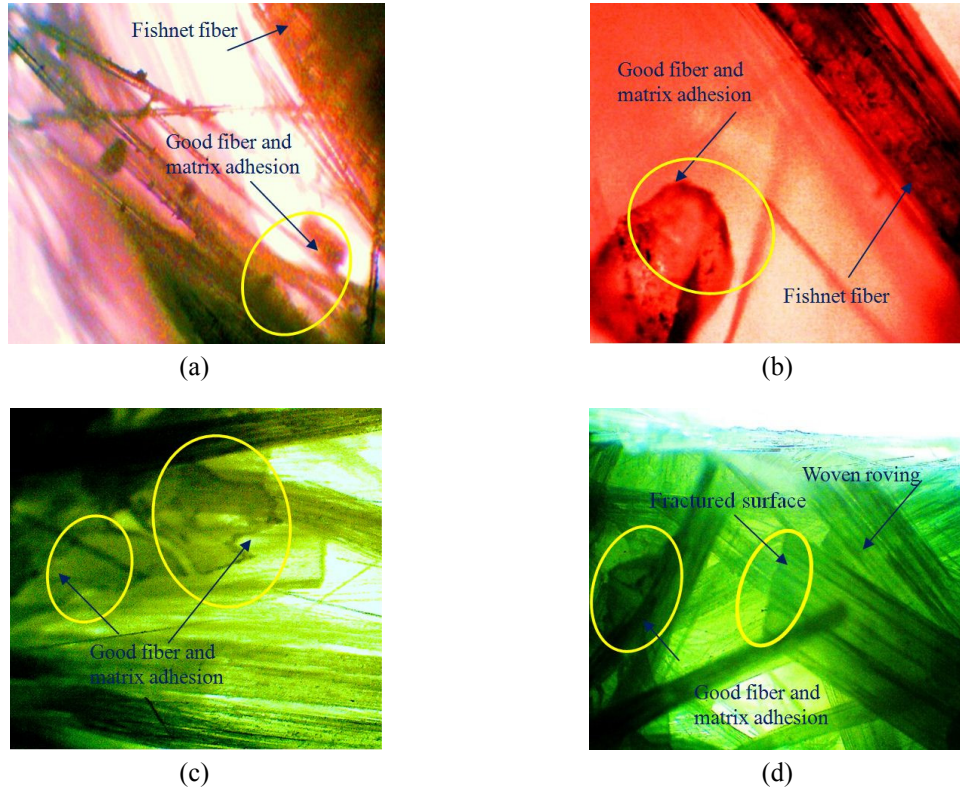 Fishnet fiber
Good fiber and
matrix adhesion
(a)
Good fiber and
matrix adhesion
Fishnet fiber
(b)
Good fiber and
matrix adhesion
(c)
Woven roving
Fractured surface
Good fiber and
matrix adhesion
(d)